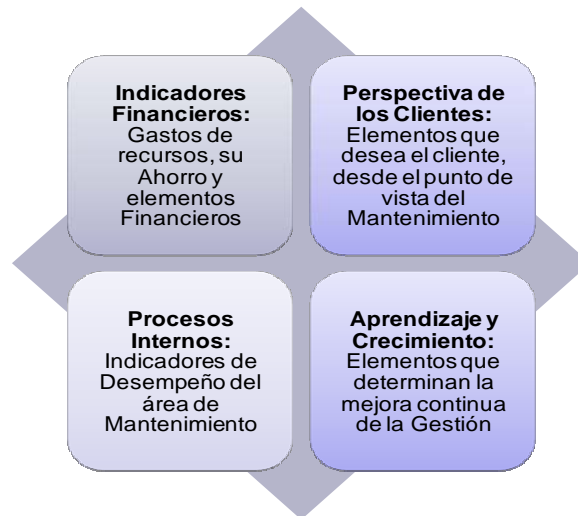 Indicadores
Financieros:
Gastos de
recursos, su
Ahorro y
elementos
Financieros
Perspectiva de
los Clientes:
Elementos que
desea el cliente,
desde el punto de
vista del
Mantenimiento
Procesos
Internos:
Indicadores de
Desempeño del
área de
Mantenimiento
Aprendizaje y
Crecimiento:
Elementos que
determinan la
mejora continua
de la Gestión